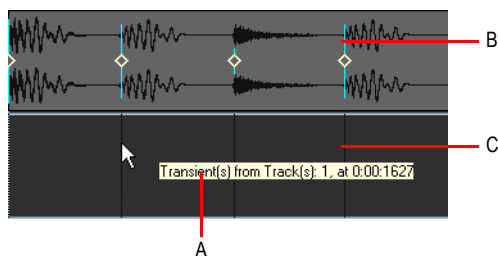 B
C
Transient(s) from Track(s): 1, at 0:00:1627
A